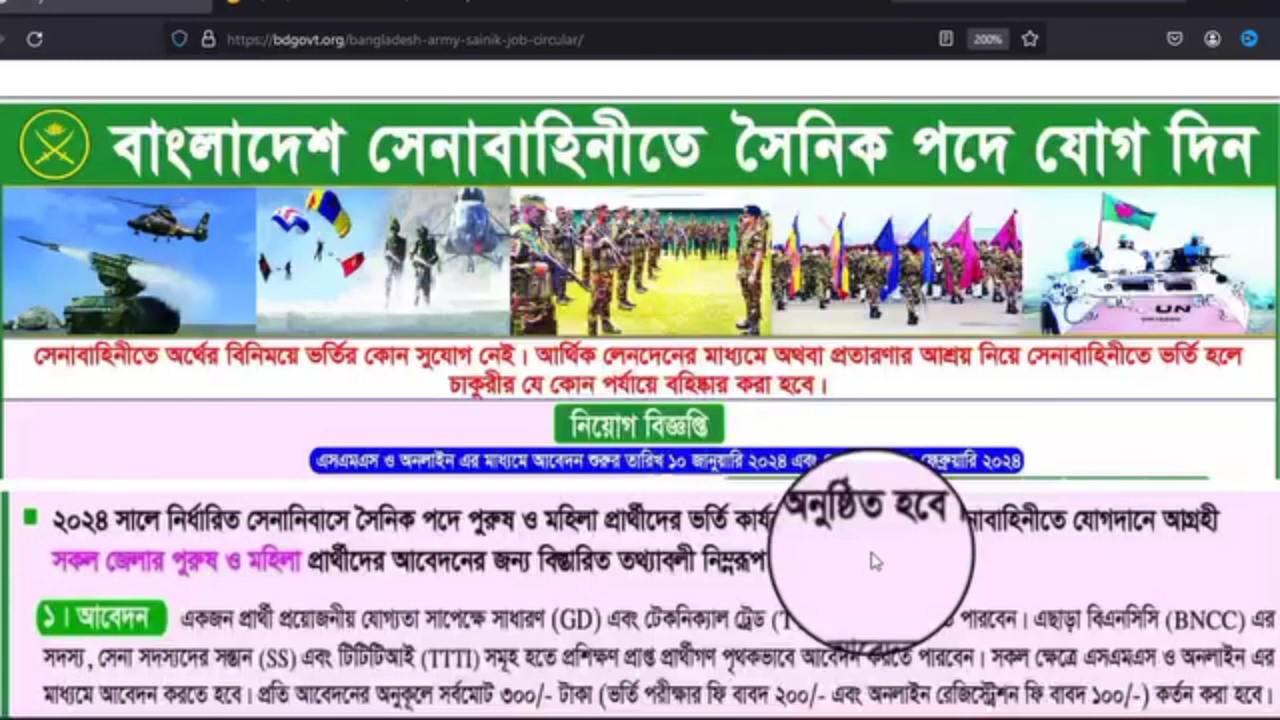 https://bdgovt.org/bangladesh-army-sainik-job-circular/
200%
বাংলাদেশ সেনাবাহিনীতে সৈনিক পদে যোগ দিন
UN
সেনাবাহিনীতে অর্থের বিনিময়ে ভর্তির কোন সুযোগ নেই। আর্থিক লেনদেনের মাধ্যমে অথবা প্রতারণার আশ্রয় নিয়ে সেনাবাহিনীতে ভর্তি হলে
চাকুরীর যে কোন পর্যায়ে বহিষ্কার করা হবে।
নিয়োগ বিজ্ঞপ্তি
এসএমএস ও অনলাইন এর মাধ্যমে আবেদন শুরুর তারিখ ১০ জানুয়ারি ২০২৪ এবং ফেব্রুয়ারি ২০২৪
২০২৪ সালে নির্ধারিত সেনানিবাসে সৈনিক পদে পুরুষ ও মহিলা প্রার্থীদের ভর্তি অনুষ্ঠিত হবে যোগদানে আগ্রহী
সকল জেলার পুরুষ ও মহিলা প্রার্থীদের আবেদনের জন্য বিস্তারিত তথ্যাবলী নিম্নরূপ
১। আবেদন একজন প্রার্থী প্রয়োজনীয় যোগ্যতা সাপেক্ষে সাধারণ (GD) এবং টেকনিক্যাল ট্রেড পারবেন। এছাড়া বিএনসিসি (BNCC) এর
সদস্য, সেনা সদস্যদের সন্তান (SS) এবং টিটিটিআই (TTTI) সমূহ হতে প্রশিক্ষণ প্রাপ্ত প্রার্থীগণ পৃথকভাবে আবেদন করতে পারবেন। সকল ক্ষেত্রে এসএমএস ও অনলাইন এর
মাধ্যমে আবেদন করতে হবে। প্রতি আবেদনের অনুকূলে সর্বমোট ৩০০/- টাকা (ভর্তি পরীক্ষার ফি বাবদ ২০০/- এবং অনলাইন রেজিস্ট্রেশন ফি বাবদ ১০০/-) কর্তন করা হবে।